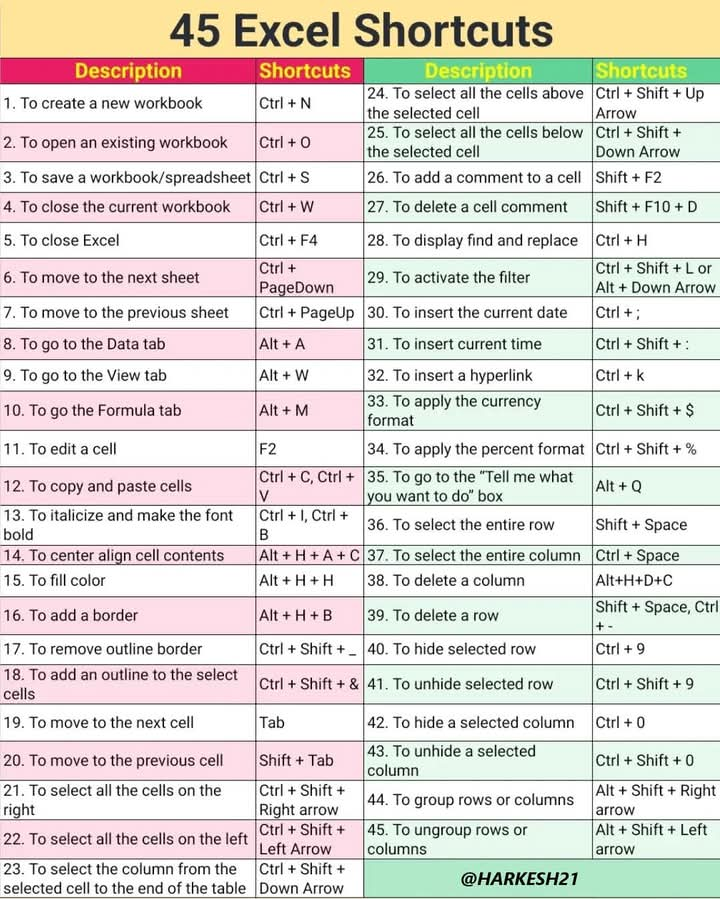 45 Excel Shortcuts
Description Shortcuts
1. To create a new workbook Ctrl + N
2. To open an existing workbook Ctrl + O
3. To save a workbook/spreadsheet Ctrl + S
4. To close the current workbook Ctrl + W
5. To close Excel Ctrl + F4
6. To move to the next sheet Ctrl +
PageDown
7. To move to the previous sheet Ctrl + PageUp
8. To go to the Data tab Alt + A
9. To go to the View tab Alt + W
10. To go the Formula tab Alt + M
11. To edit a cell F2
12. To copy and paste cells Ctrl + C, Ctrl +
V
13. To italicize and make the font Ctrl + I, Ctrl +
bold B
14. To center align cell contents Alt + H + A + C
15. To fill color Alt + H + H
16. To add a border Alt + H + B
17. To remove outline border Ctrl + Shift + _
18. To add an outline to the select
cells Ctrl + Shift + &
19. To move to the next cell Tab
20. To move to the previous cell Shift + Tab
21. To select all the cells on the Ctrl + Shift +
right Right arrow
22. To select all the cells on the left Ctrl + Shift +
Left Arrow
23. To select the column from the Ctrl + Shift +
selected cell to the end of the table Down Arrow
Description Shortcuts
24. To select all the cells above Ctrl + Shift + Up
the selected cell Arrow
25. To select all the cells below Ctrl + Shift +
the selected cell Down Arrow
26. To add a comment to a cell Shift + F2
27. To delete a cell comment Shift + F10 + D
28. To display find and replace Ctrl + H
29. To activate the filter Ctrl + Shift + L or
Alt + Down Arrow
30. To insert the current date Ctrl + ;
31. To insert current time Ctrl + Shift + :
32. To insert a hyperlink Ctrl + k
33. To apply the currency
format Ctrl + Shift + $
34. To apply the percent format Ctrl + Shift + %
35. To go to the “Tell me what
you want to do” box Alt + Q
36. To select the entire row Shift + Space
37. To select the entire column Ctrl + Space
38. To delete a column Alt+H+D+C
39. To delete a row Shift + Space, Ctrl
+ -
40. To hide selected row Ctrl + 9
41. To unhide selected row Ctrl + Shift + 9
42. To hide a selected column Ctrl + 0
43. To unhide a selected
column Ctrl + Shift + 0
44. To group rows or columns Alt + Shift + Right
arrow
45. To ungroup rows or Alt + Shift + Left
columns arrow
@HARKESH21